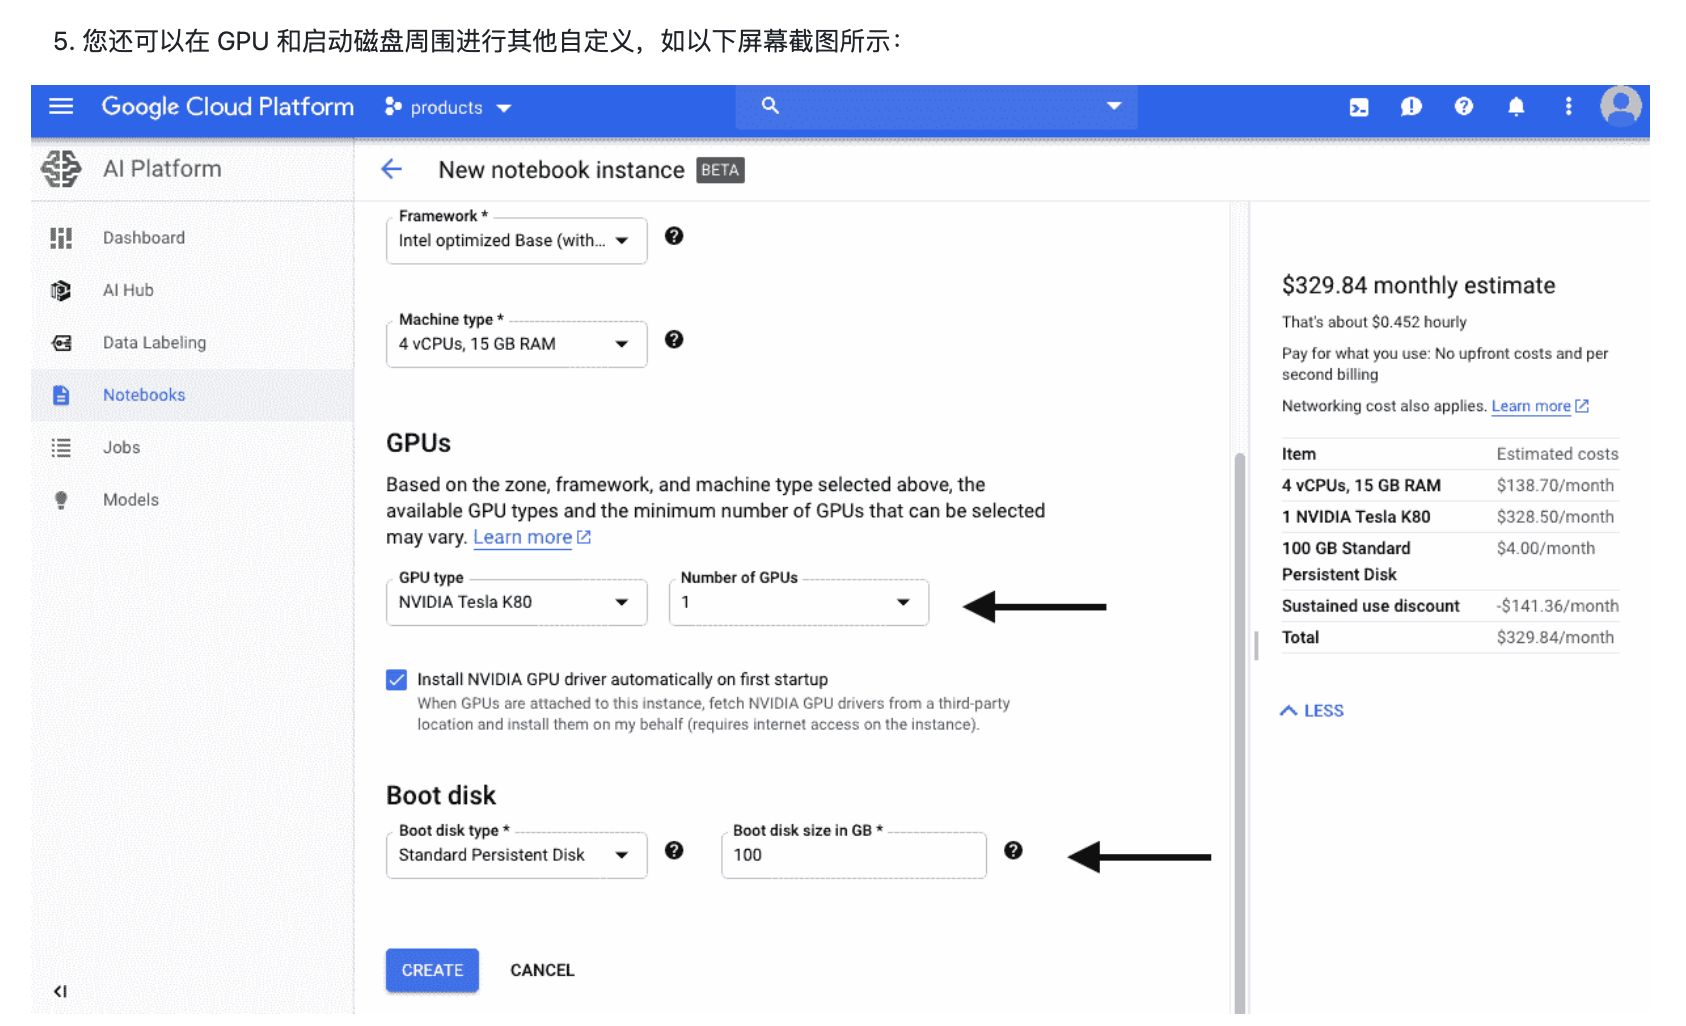 5. 您还可以在 GPU 和启动磁盘周围进行其他自定义，如以下屏幕截图所示：
Google Cloud Platform
products
AI Platform
New notebook instance
BETA
Dashboard
AI Hub
Data Labeling
Notebooks
Jobs
Models
Framework *
Intel optimized Base (with...
Machine type *
4 vCPUs, 15 GB RAM
GPUs
Based on the zone, framework, and machine type selected above, the
available GPU types and the minimum number of GPUs that can be selected
may vary. Learn more
GPU type
NVIDIA Tesla K80
Number of GPUs
1
Install NVIDIA GPU driver automatically on first startup
When GPUs are attached to this instance, fetch NVIDIA GPU drivers from a third-party
location and install them on my behalf (requires internet access on the instance).
Boot disk
Boot disk type *
Standard Persistent Disk
Boot disk size in GB *
100
CREATE
CANCEL
$329.84 monthly estimate
That's about $0.452 hourly
Pay for what you use: No upfront costs and per
second billing
Networking cost also applies. Learn more
Item Estimated costs
4 vCPUs, 15 GB RAM $138.70/month
1 NVIDIA Tesla K80 $328.50/month
100 GB Standard $4.00/month
Persistent Disk
Sustained use discount -$141.36/month
Total $329.84/month
LESS